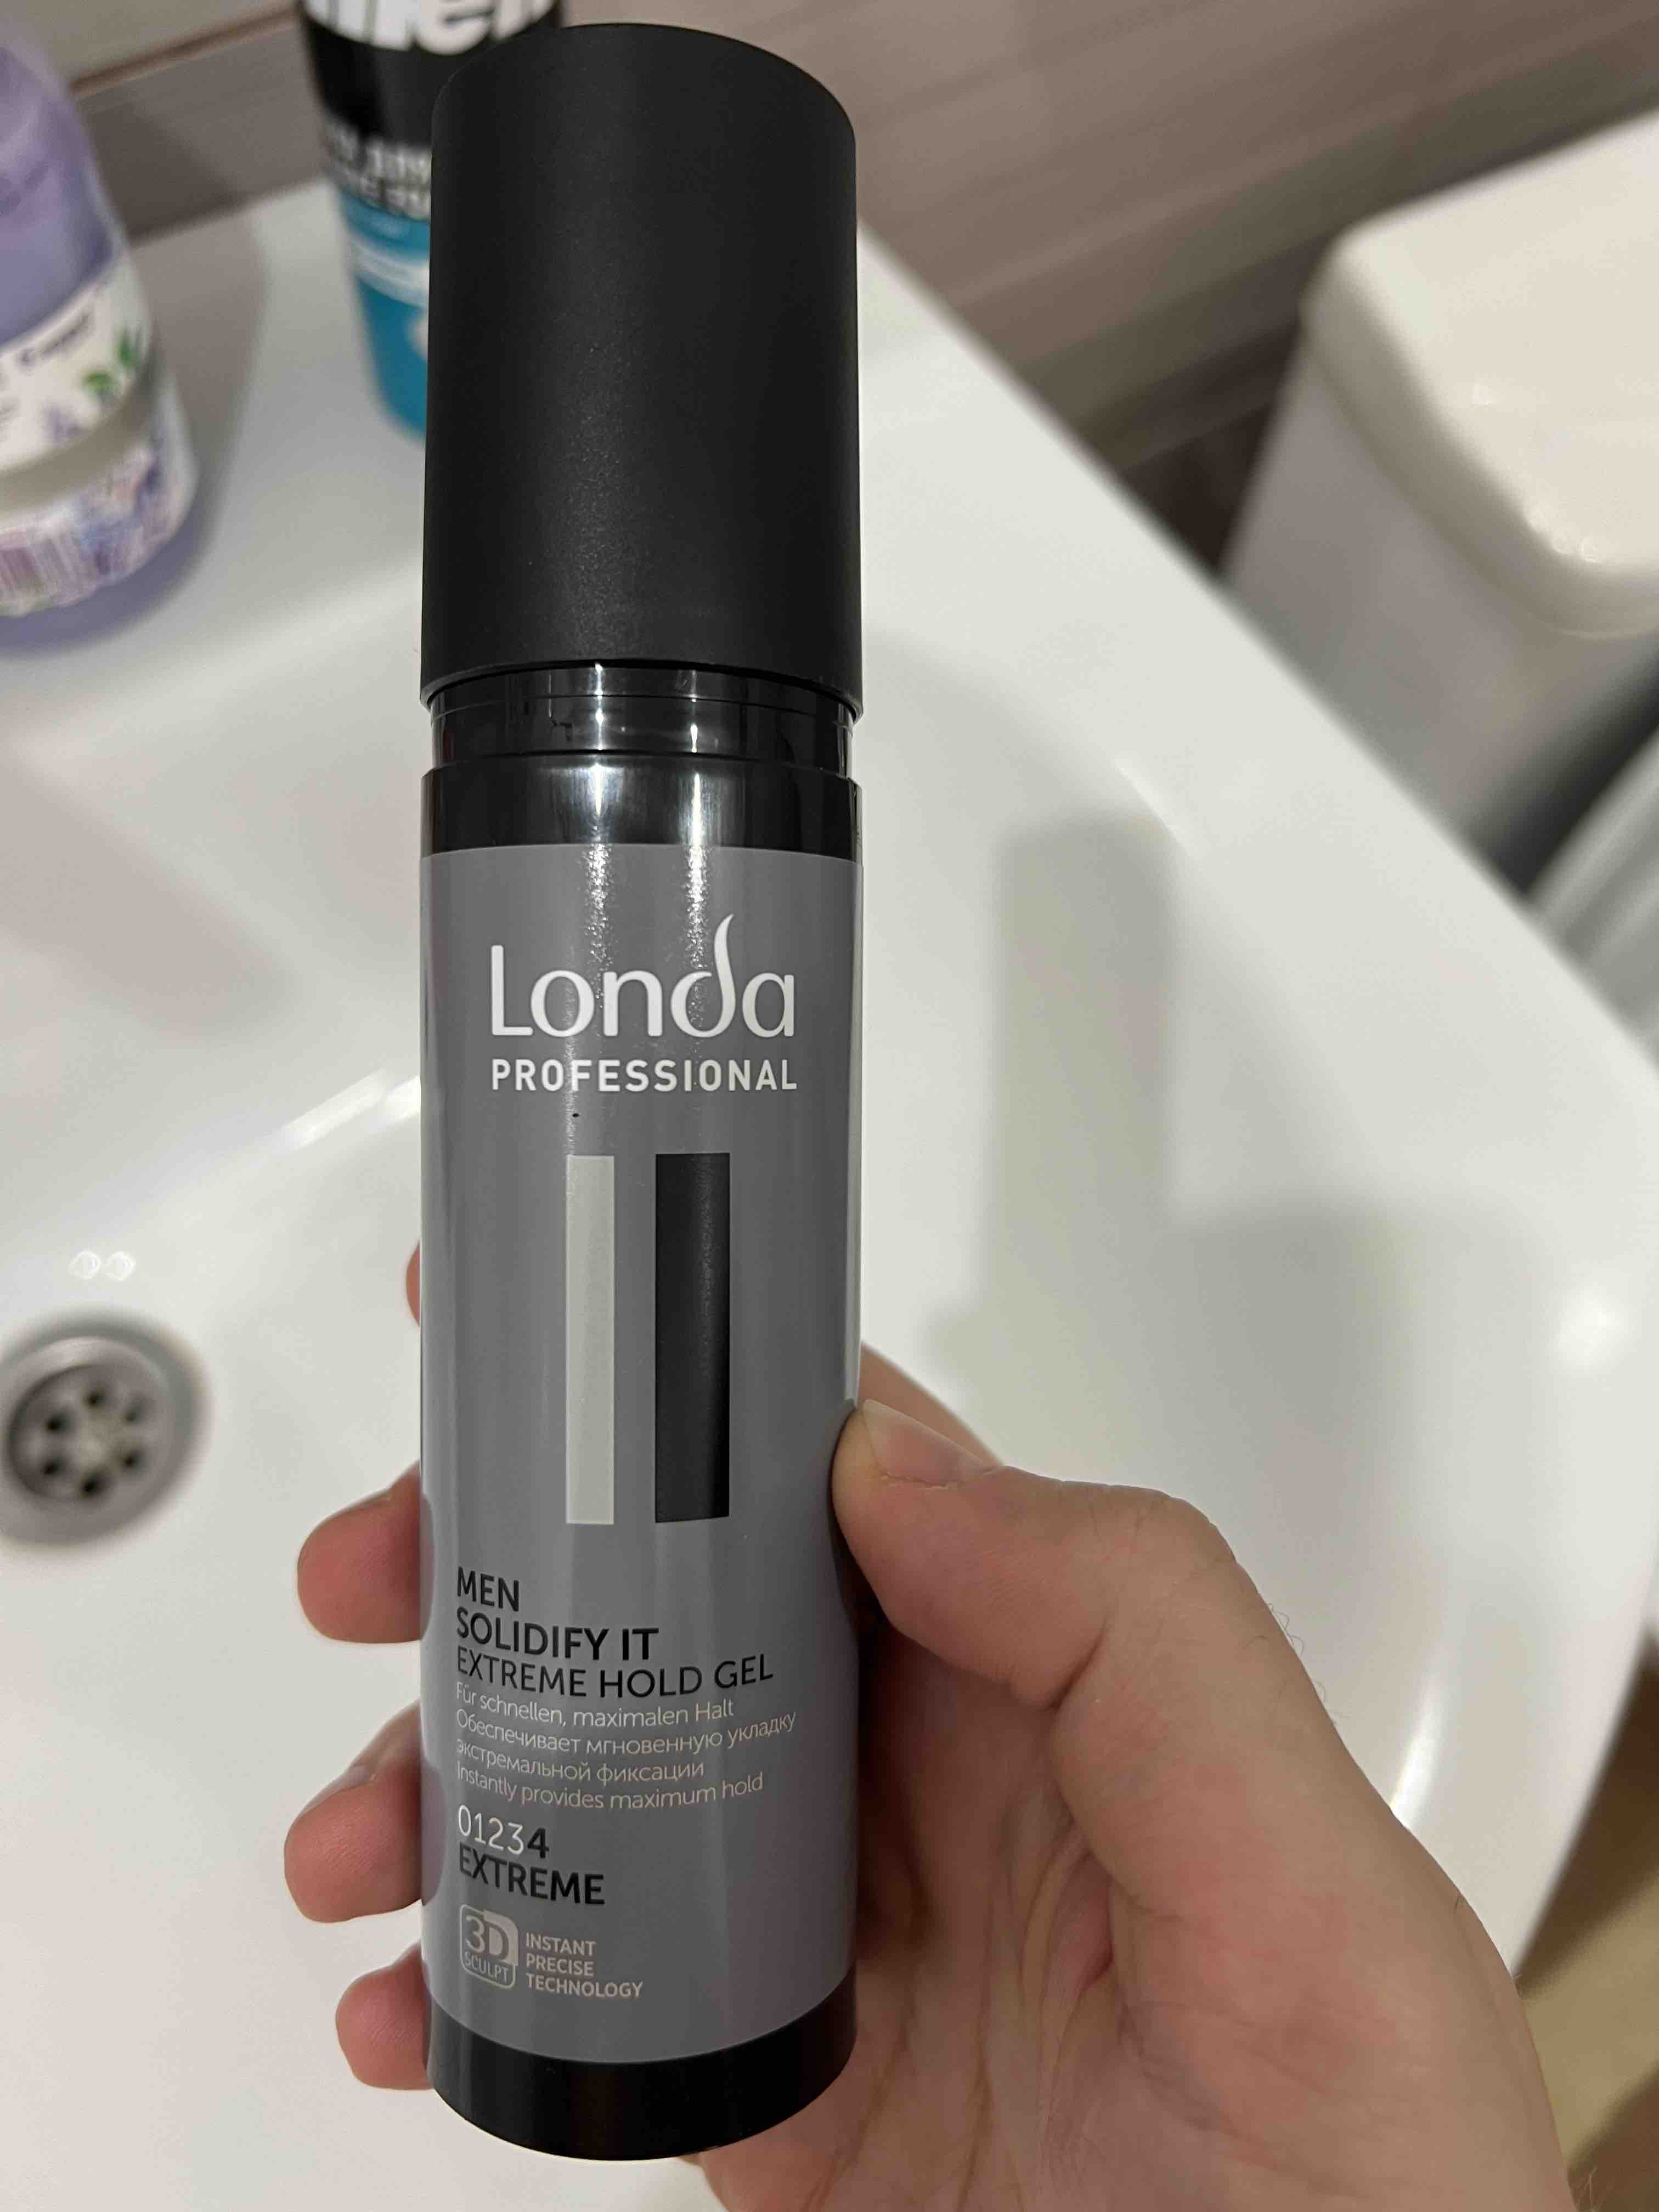 Londa
PROFESSIONAL
MEN
SOLIDIFY IT
EXTREME HOLD GEL
Für schnellen, maximalen Halt
Обеспечивает мгновенную укладку
экстремальной фиксации
Instantly provides maximum hold
01234
EXTREME
3D
SCULPT
INSTANT
PRECISE
TECHNOLOGY